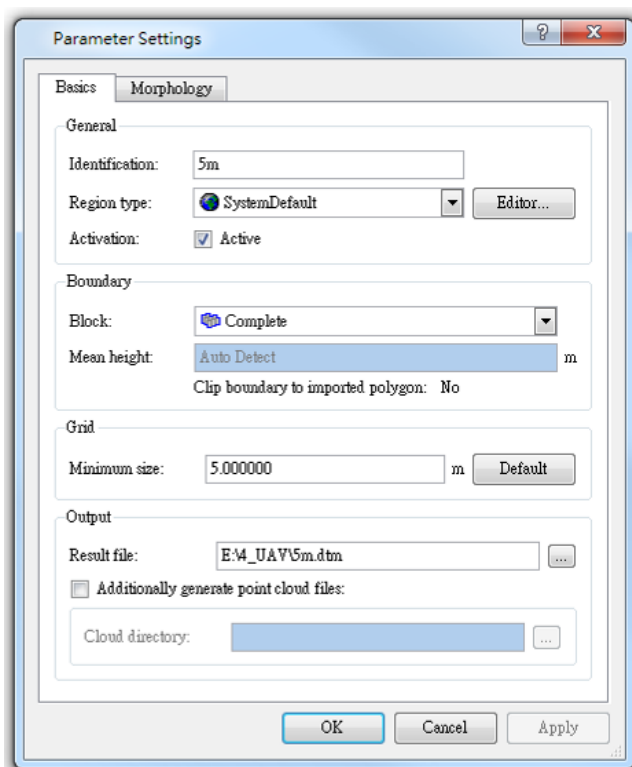 Parameter Settings
?
X
Basics
Morphology
General
Identification: 5m
Region type: SystemDefault Editor...
Activation: Active
Boundary
Block: Complete
Mean height: Auto Detect m
Clip boundary to imported polygon: No
Grid
Minimum size: 5.000000 m Default
Output
Result file: E:\4_UAV\5m.dtm ...
Additionally generate point cloud files:
Cloud directory: ...
OK Cancel Apply